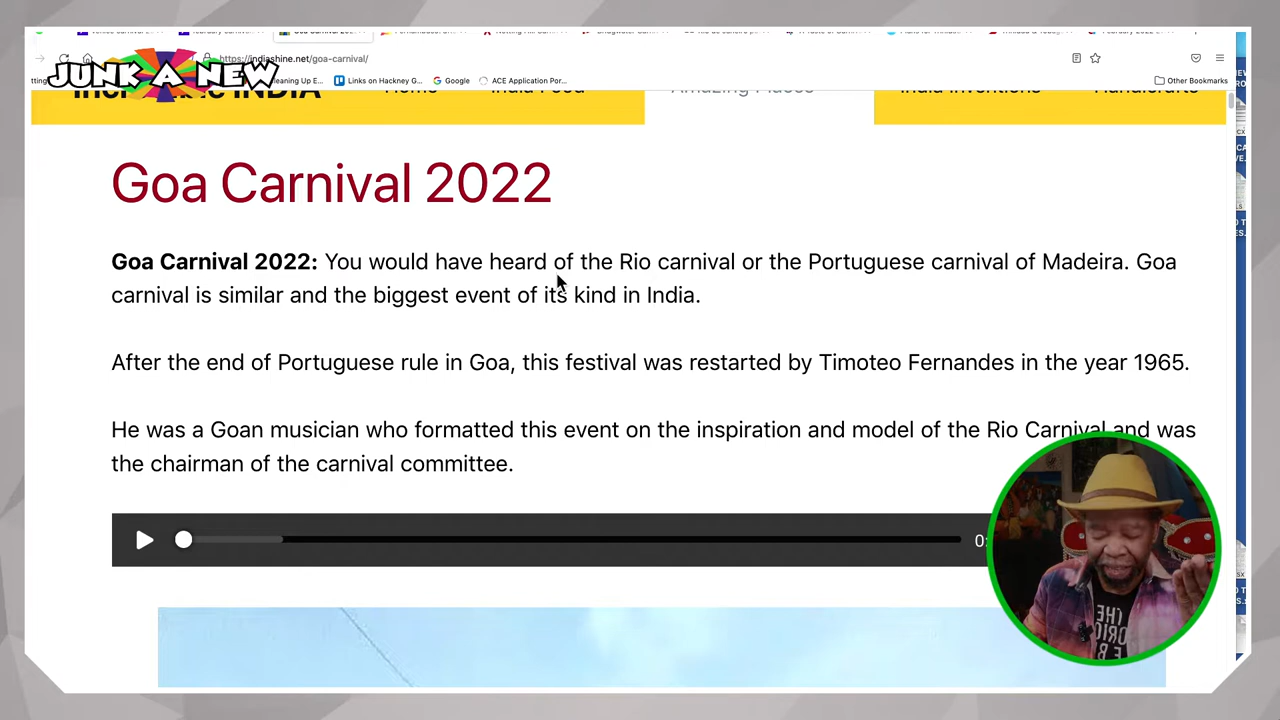 https://indiashine.net/goa-carnival/
JUNK A NEW
Links on Hackney G...
Google
ACE Application Por...
Other Bookmarks
Home
India Food
Amazing Places
India Inventions
Handicrafts
Goa Carnival 2022
Goa Carnival 2022: You would have heard of the Rio carnival or the Portuguese carnival of Madeira. Goa
carnival is similar and the biggest event of its kind in India.
After the end of Portuguese rule in Goa, this festival was restarted by Timoteo Fernandes in the year 1965.
He was a Goan musician who formatted this event on the inspiration and model of the Rio Carnival and was
the chairman of the carnival committee.